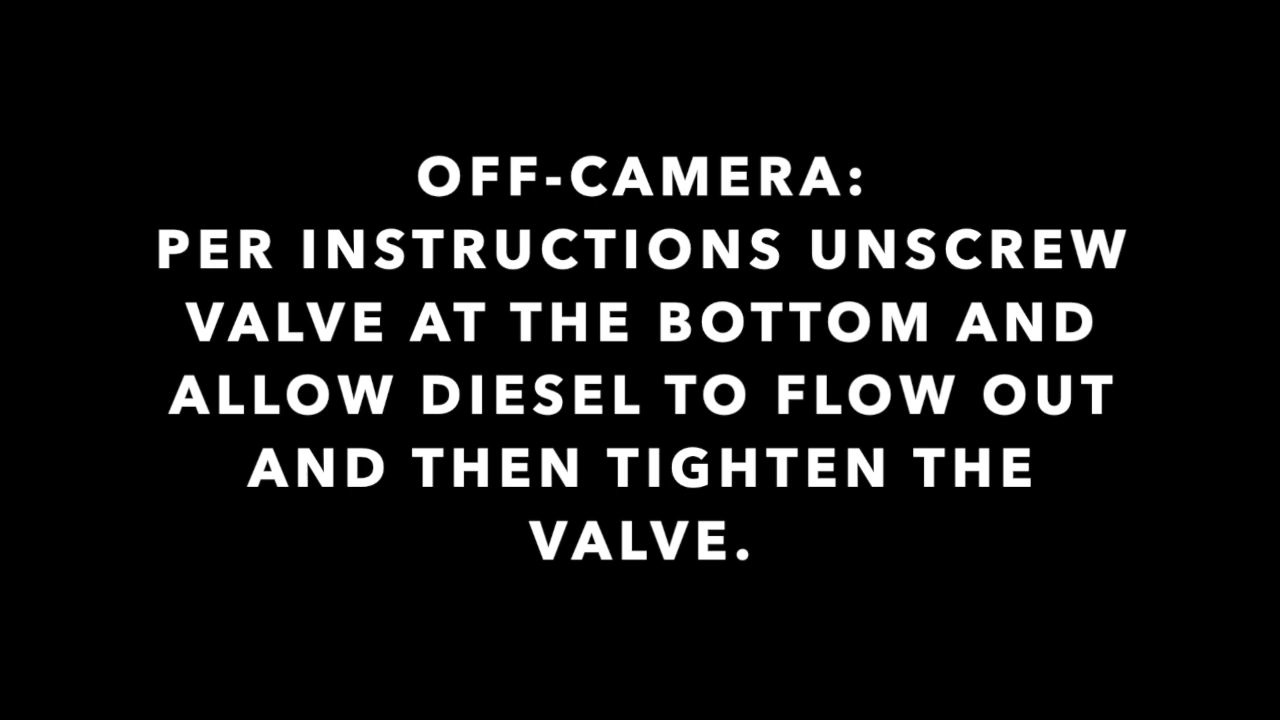 OFF-CAMERA:
PER INSTRUCTIONS UNSCREW
VALVE AT THE BOTTOM AND
ALLOW DIESEL TO FLOW OUT
AND THEN TIGHTEN THE
VALVE.